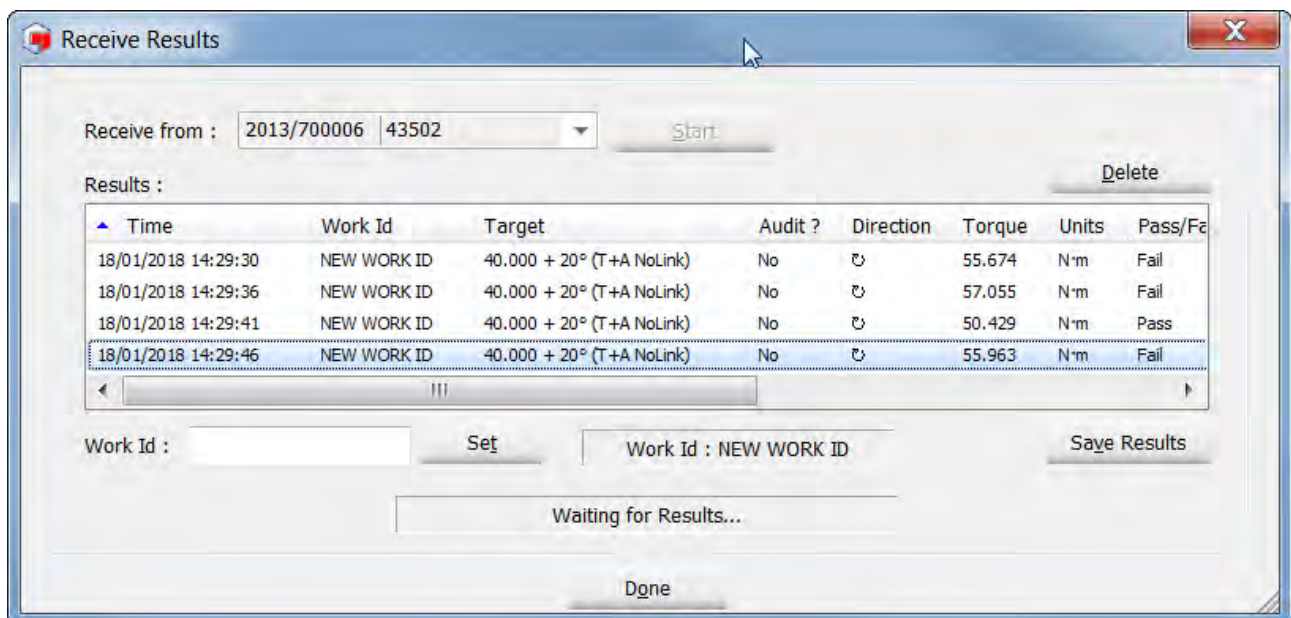 Receive Results
Receive from : 2013/700006 43502 Start
Delete
Results :
Time Work Id Target Audit ? Direction Torque Units Pass/Fa
18/01/2018 14:29:30 NEW WORK ID 40.000 + 20° (T+A NoLink) No ↻ 55.674 N·m Fail
18/01/2018 14:29:36 NEW WORK ID 40.000 + 20° (T+A NoLink) No ↻ 57.055 N·m Fail
18/01/2018 14:29:41 NEW WORK ID 40.000 + 20° (T+A NoLink) No ↻ 50.429 N·m Pass
18/01/2018 14:29:46 NEW WORK ID 40.000 + 20° (T+A NoLink) No ↻ 55.963 N·m Fail
Work Id : Set Work Id : NEW WORK ID Save Results
Waiting for Results...
Done